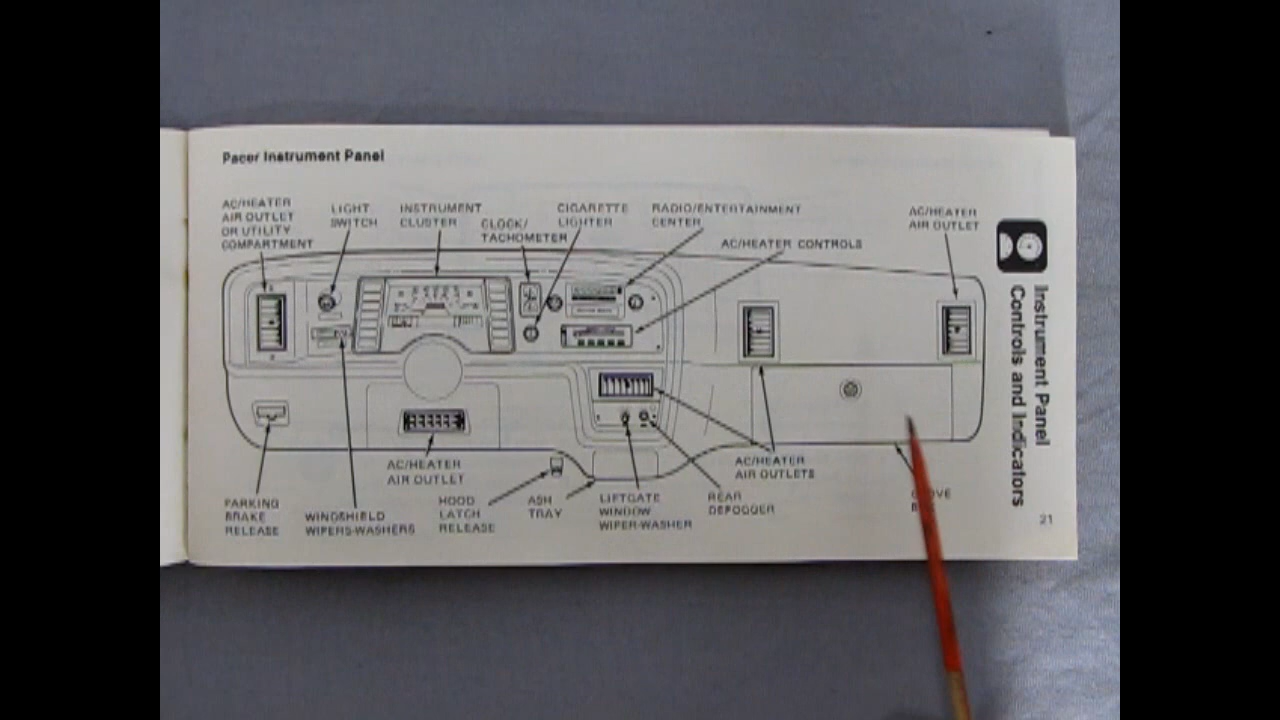 Pacer Instrument Panel
AC/HEATER
AIR OUTLET
OR UTILITY
COMPARTMENT
LIGHT
SWITCH
INSTRUMENT
CLUSTER
CLOCK/
TACHOMETER
CIGARETTE
LIGHTER
RADIO/ENTERTAINMENT
CENTER
AC/HEATER CONTROLS
AC/HEATER
AIR OUTLET
Instrument Panel
Controls and Indicators
PARKING
BRAKE
RELEASE
WINDSHIELD
WIPERS-WASHERS
AC/HEATER
AIR OUTLET
HOOD
LATCH
RELEASE
ASH
TRAY
LIFTGATE
WINDOW
WIPER-WASHER
REAR
DEFOGGER
AC/HEATER
AIR OUTLETS
21